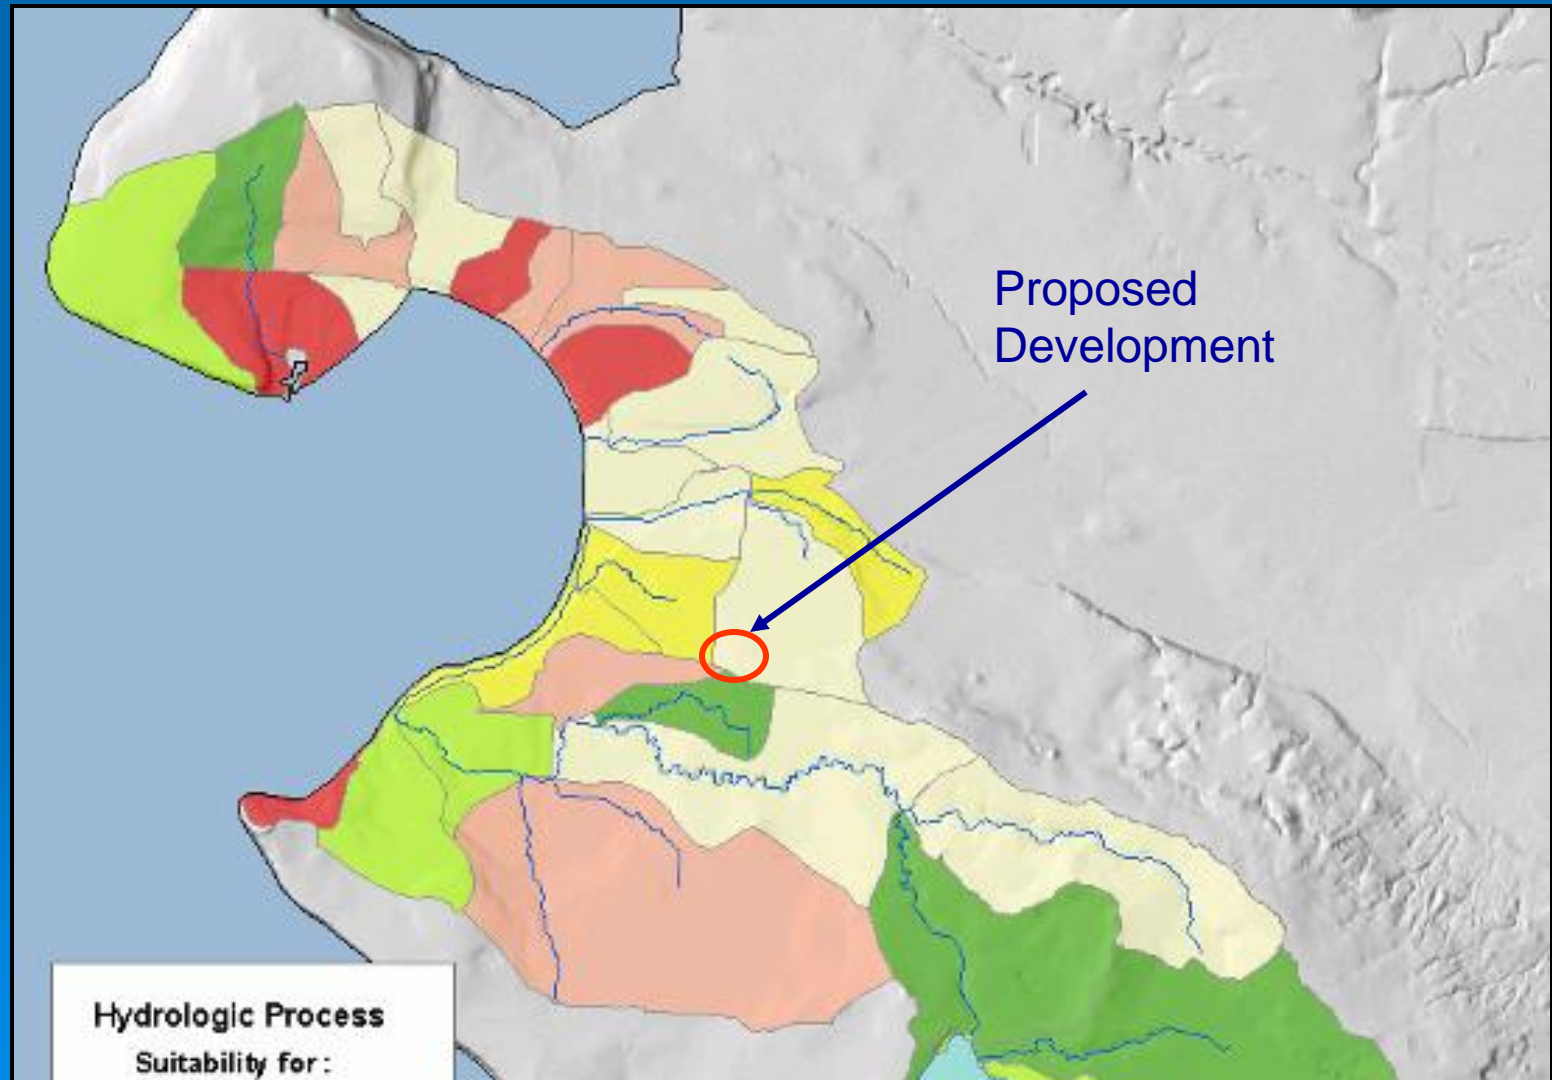 Proposed
Development
Hydrologic Process
Suitability for :